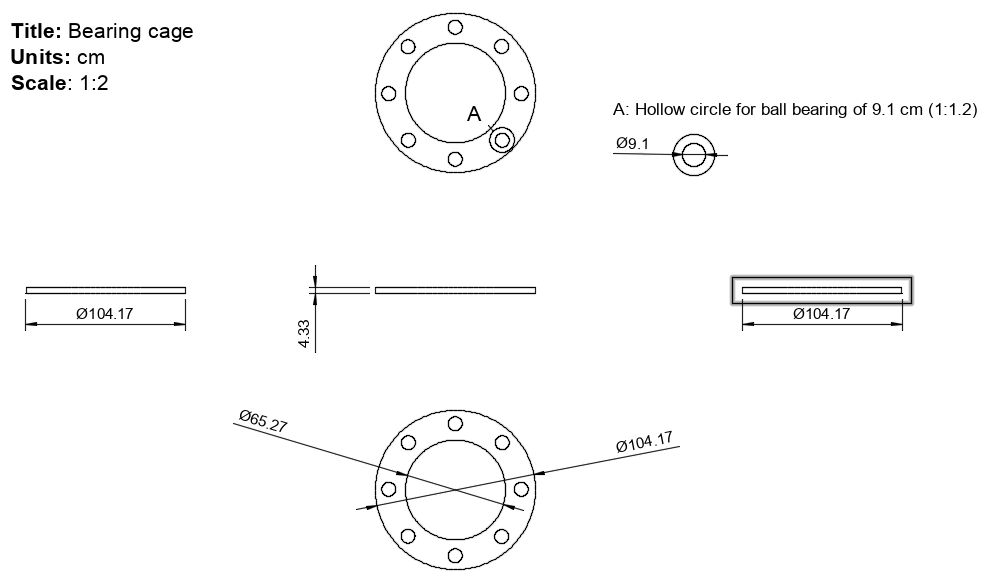 Title: Bearing cage
Units: cm
Scale: 1:2
A
A: Hollow circle for ball bearing of 9.1 cm (1:1.2)
Ø9.1
Ø104.17
4.33
Ø104.17
Ø65.27
Ø104.17